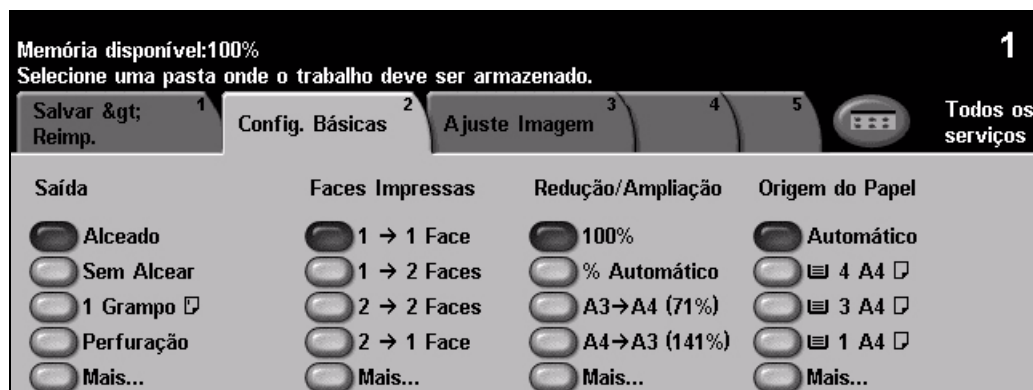 Memória disponível:100%
1
Selecione uma pasta onde o trabalho deve ser armazenado.
Salvar &gt;
Reimp.
1
Config. Básicas
2
Ajuste Imagem
3
4
5
Todos os
serviços
Saída
Alceado
Sem Alcear
1 Grampo
Perfuração
Mais...
Faces Impressas
1 → 1 Face
1 → 2 Faces
2 → 2 Faces
2 → 1 Face
Mais...
Redução/Ampliação
100%
% Automático
A3→A4 (71%)
A4→A3 (141%)
Mais...
Origem do Papel
Automático
4 A4
3 A4
1 A4
Mais...